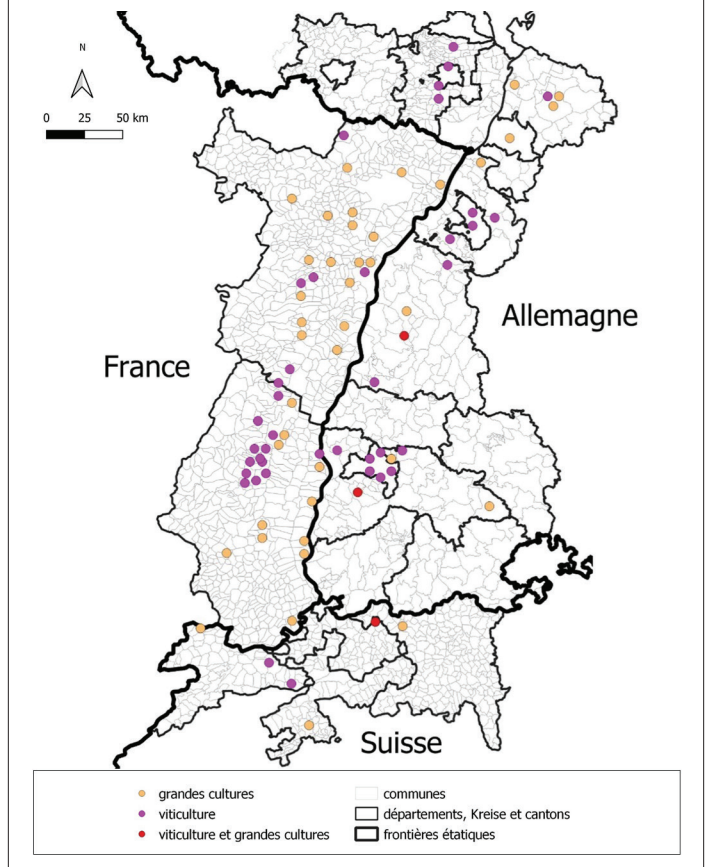 N
0 25 50 km
Allemagne
France
Suisse
grandes cultures
viticulture
viticulture et grandes cultures
communes
départements, Kreise et cantons
frontières étatiques